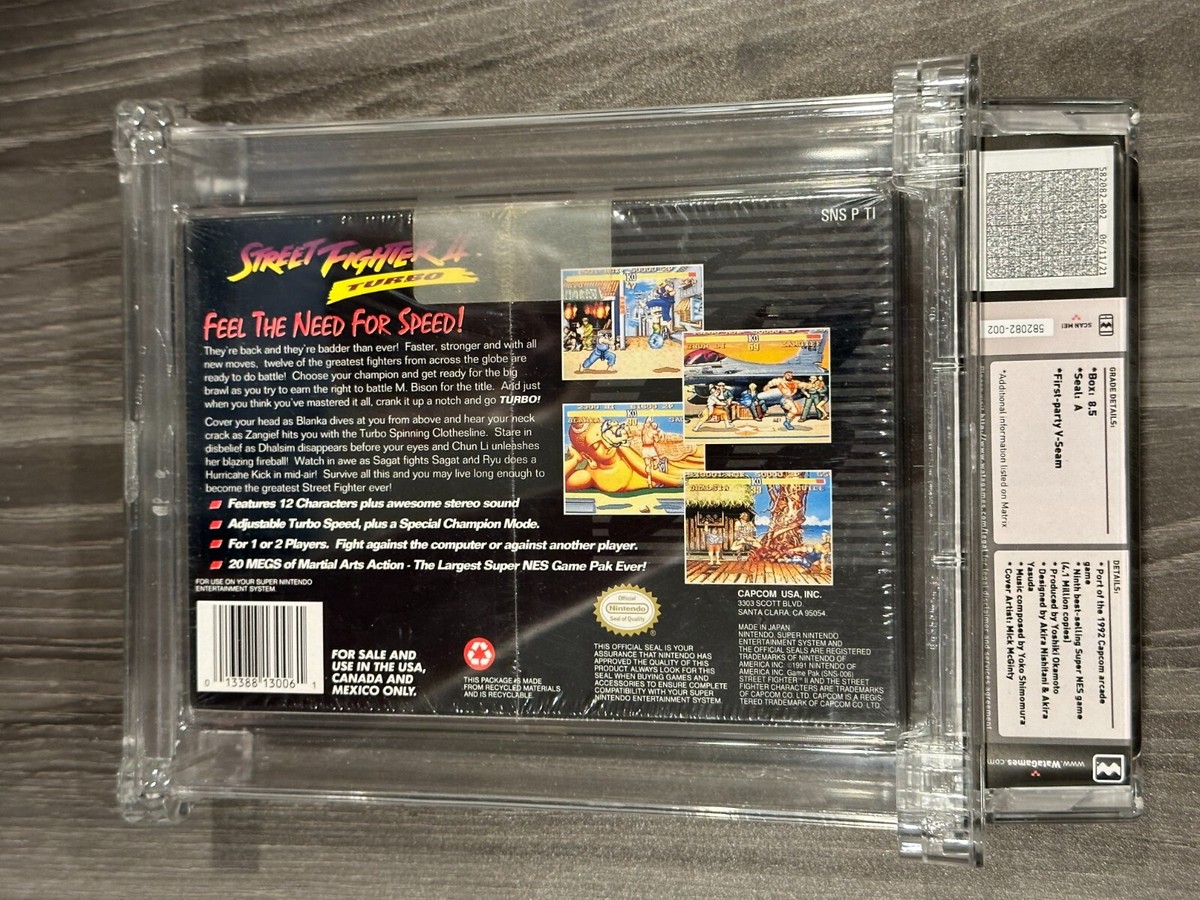 SNS P TI
STREET FIGHTER II
TURBO
FEEL THE NEED FOR SPEED!
They're back and they're badder than ever! Faster, stronger and with all
new moves, twelve of the greatest fighters from across the globe are
ready to do battle! Choose your champion and get ready for the big
brawl as you try to earn the right to battle M. Bison for the title. And just
when you think you've mastered it all, crank it up a notch and go TURBO!
Cover your head as Blanka dives at you from above and hear your neck
crack as Zangief hits you with the Turbo Spinning Clothesline. Stare in
disbelief as Dhalsim disappears before your eyes and Chun Li unleashes
her blazing fireball! Watch in awe as Sagat fights Sagat and Ryu does a
Hurricane Kick in mid-air! Survive all this and you may live long enough to
become the greatest Street Fighter ever!
Features 12 Characters plus awesome stereo sound
Adjustable Turbo Speed, plus a Special Champion Mode.
For 1 or 2 Players. Fight against the computer or against another player.
20 MEGS of Martial Arts Action - The Largest Super NES Game Pak Ever!
FOR USE ON YOUR SUPER NINTENDO
ENTERTAINMENT SYSTEM.
0 13388 13006 1
FOR SALE AND
USE IN THE USA,
CANADA AND
MEXICO ONLY.
THIS PACKAGE IS MADE
FROM RECYCLED MATERIALS
AND IS RECYCLABLE.
Official
Nintendo
Seal of Quality
THIS OFFICIAL SEAL IS YOUR
ASSURANCE THAT NINTENDO HAS
APPROVED THE QUALITY OF THIS
PRODUCT. ALWAYS LOOK FOR THIS
SEAL WHEN BUYING GAMES AND
ACCESSORIES TO ENSURE COMPLETE
COMPATIBILITY WITH YOUR SUPER
NINTENDO ENTERTAINMENT SYSTEM.
CAPCOM USA, INC.
3303 SCOTT BLVD.
SANTA CLARA, CA 95054.
MADE IN JAPAN
NINTENDO, SUPER NINTENDO
ENTERTAINMENT SYSTEM AND
THE OFFICIAL SEALS ARE REGISTERED
TRADEMARKS OF NINTENDO OF
AMERICA INC. ©1991 NINTENDO OF
AMERICA INC. Game Pak (SNS-006)
STREET FIGHTER™ II AND THE STREET
FIGHTER CHARACTERS ARE TRADEMARKS
OF CAPCOM CO. LTD. CAPCOM IS A REGIS-
TERED TRADEMARK OF CAPCOM CO. LTD.
582082-002 06/11/21
SCAN ME!
582082-002
GRADE DETAILS:
*Box: 8.5
*Seal: A
*First-party Y-Seam
*Additional information listed on Matrix
DETAILS:
* Port of the 1992 Capcom arcade
game
* Ninth best-selling Super NES game
(4.1 Million copies)
* Produced by Yoshiki Okamoto
* Designed by Akira Nishitani & Akira
Yasuda
* Music composed by Yoko Shimomura
* Cover Artist: Mick McGinty
www.WataGames.com